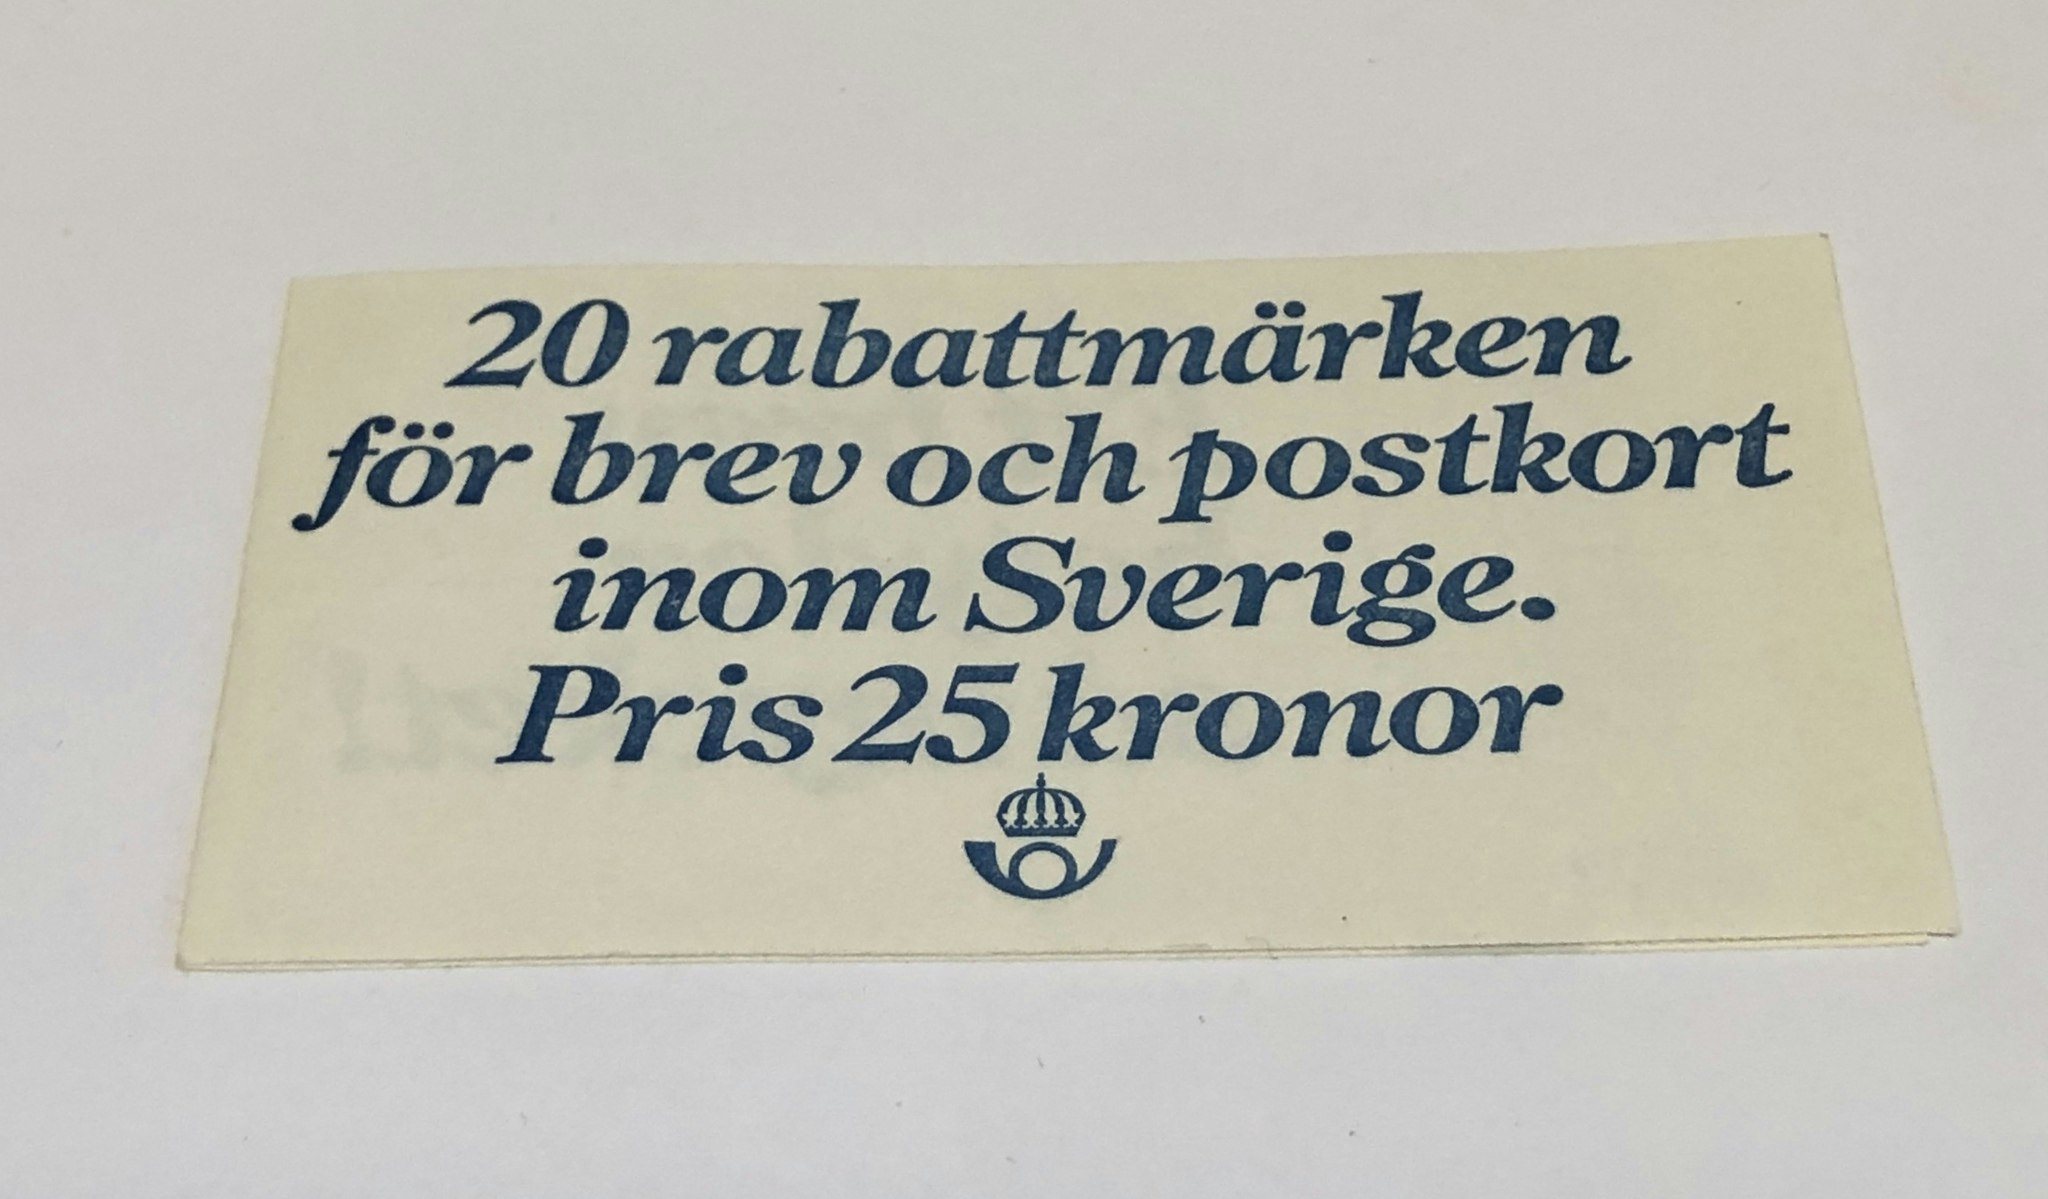 20 rabattmärken
för brev och postkort
inom Sverige.
Pris 25 kronor